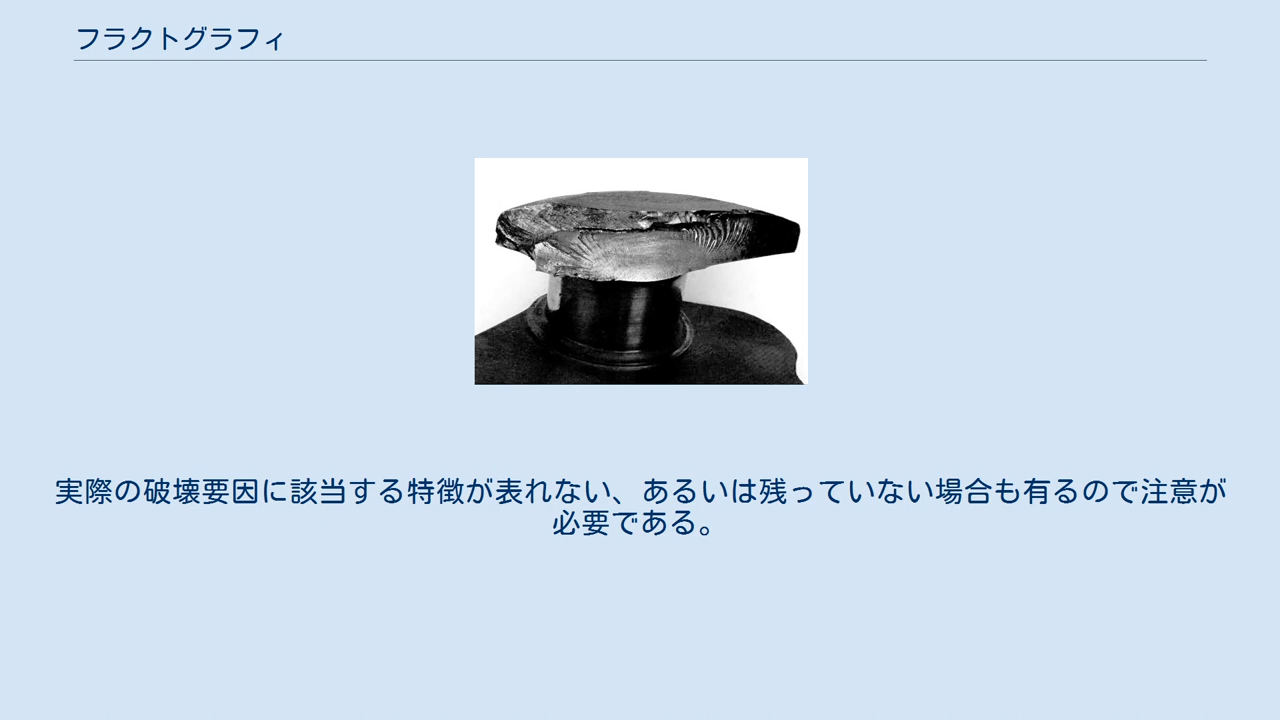 フラクトグラフィ
実際の破壊要因に該当する特徴が表れない、あるいは残っていない場合も有るので注意が
必要である。